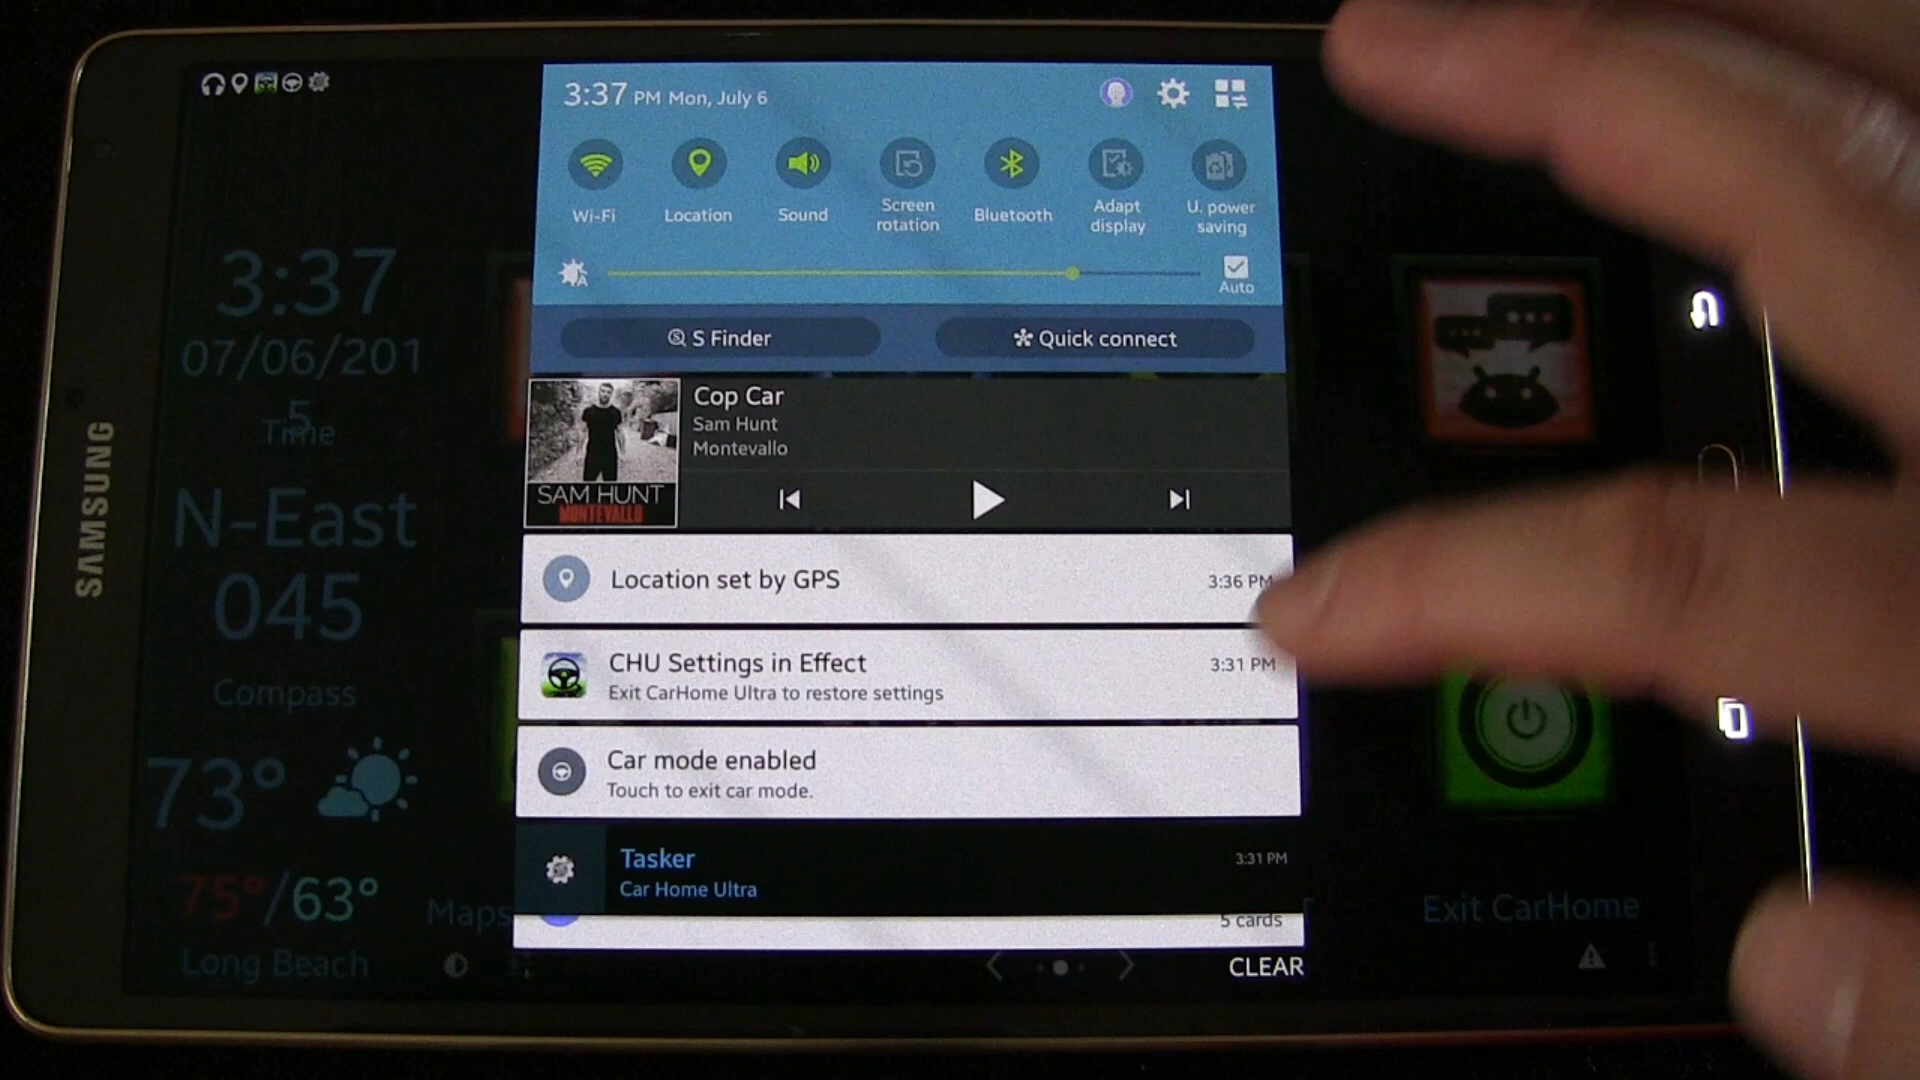 3:37 PM Mon, July 6
Wi-Fi
Location
Sound
Screen
rotation
Bluetooth
Adapt
display
U. power
saving
Auto
S Finder
Quick connect
Cop Car
Sam Hunt
Montevallo
SAM HUNT
MONTEVALLO
Location set by GPS
3:36 PM
CHU Settings in Effect
3:31 PM
Exit CarHome Ultra to restore settings
Car mode enabled
Touch to exit car mode.
Tasker
3:31 PM
Car Home Ultra
5 cards
CLEAR
SAMSUNG
3:37
07/06/201
5
Time
N-East
045
Compass
73°
75°/63°
Long Beach
Maps
Exit CarHome